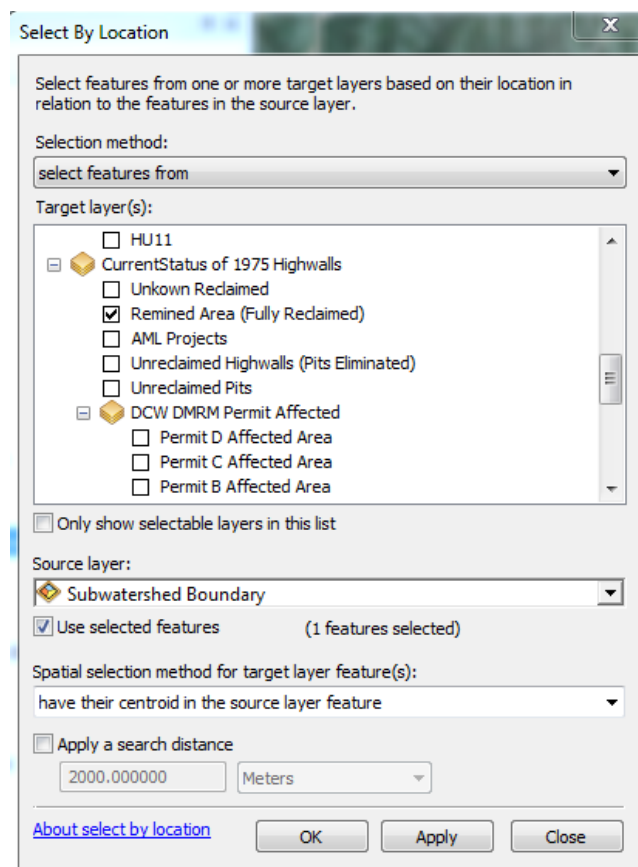 Select By Location
Select features from one or more target layers based on their location in
relation to the features in the source layer.
Selection method:
select features from
Target layer(s):
HU11
CurrentStatus of 1975 Highwalls
Unkown Reclaimed
Remined Area (Fully Reclaimed)
AML Projects
Unreclaimed Highwalls (Pits Eliminated)
Unreclaimed Pits
DCW DMRM Permit Affected
Permit D Affected Area
Permit C Affected Area
Permit B Affected Area
Only show selectable layers in this list
Source layer:
Subwatershed Boundary
Use selected features (1 features selected)
Spatial selection method for target layer feature(s):
have their centroid in the source layer feature
Apply a search distance
2000.000000 Meters
About select by location OK Apply Close